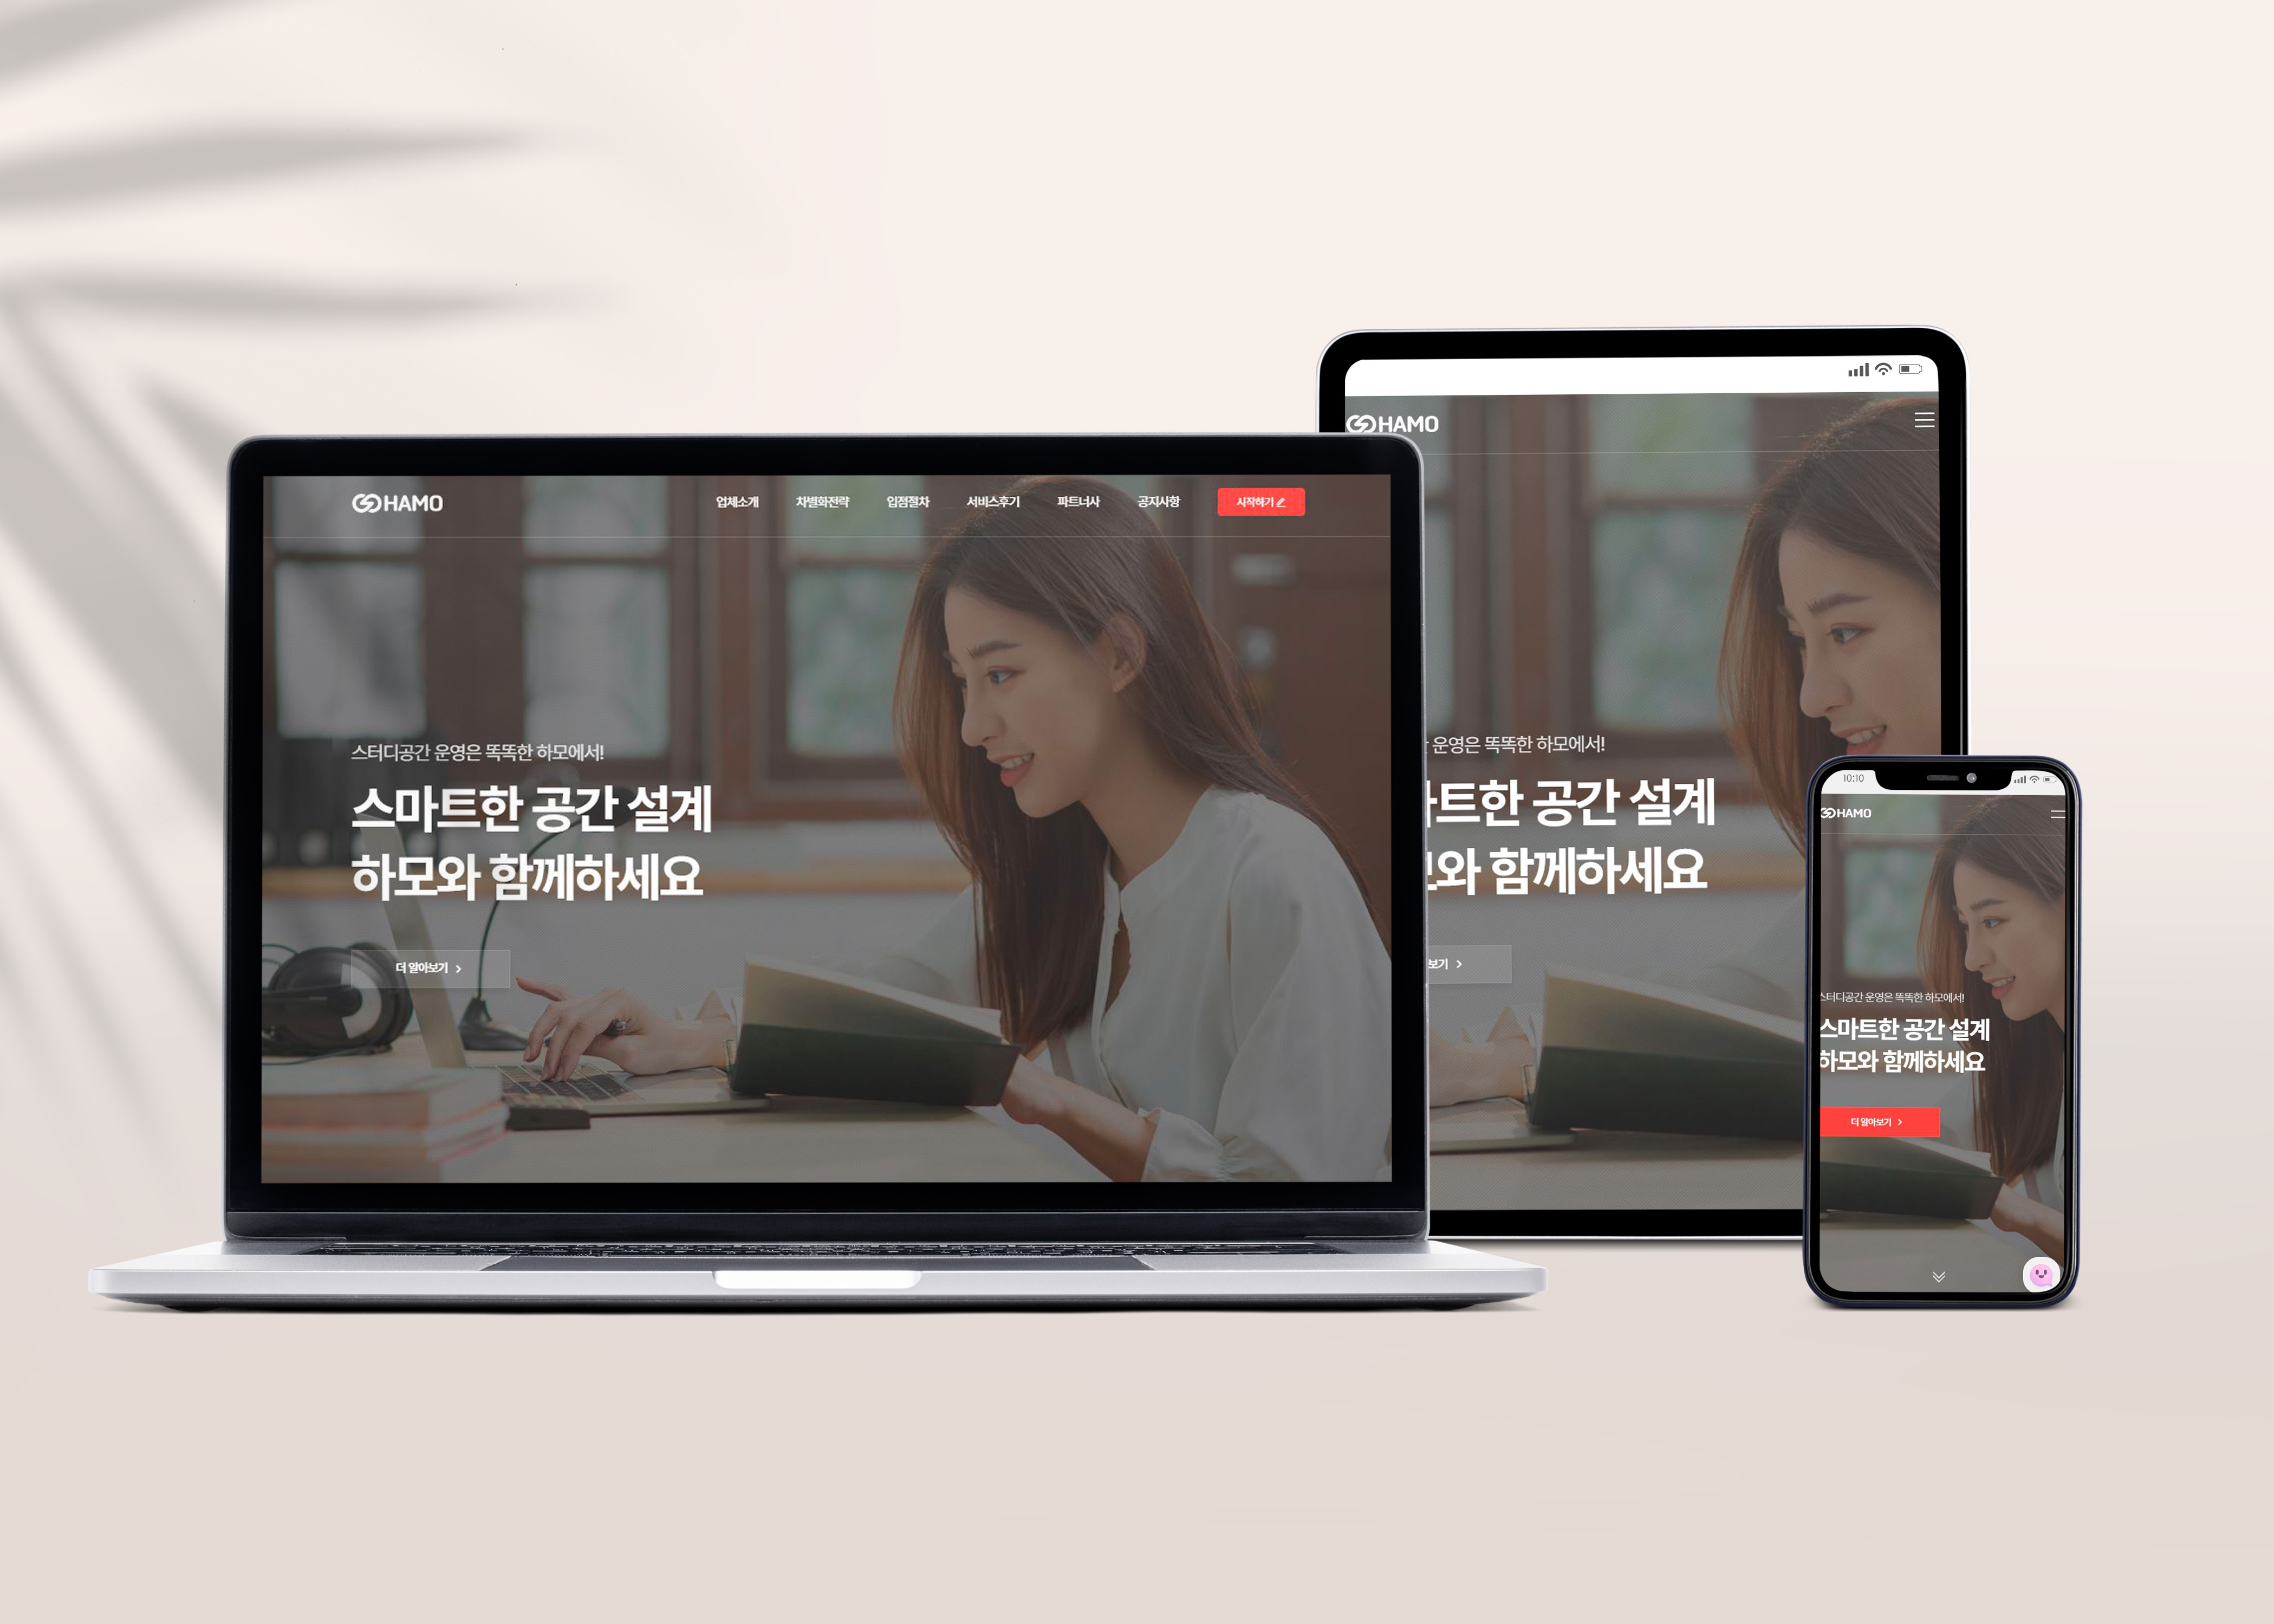 HAMO
업체소개 차별화전략 입점절차 서비스후기 파트너사 공지사항 시작하기
스터디공간 운영은 똑똑한 하모에서!
스마트한 공간 설계
하모와 함께하세요
더 알아보기
HAMO
운영은 똑똑한 하모에서!
트한 공간 설계
와 함께하세요
보기
10:10
HAMO
스터디공간 운영은 똑똑한 하모에서!
스마트한 공간 설계
하모와 함께하세요
더 알아보기